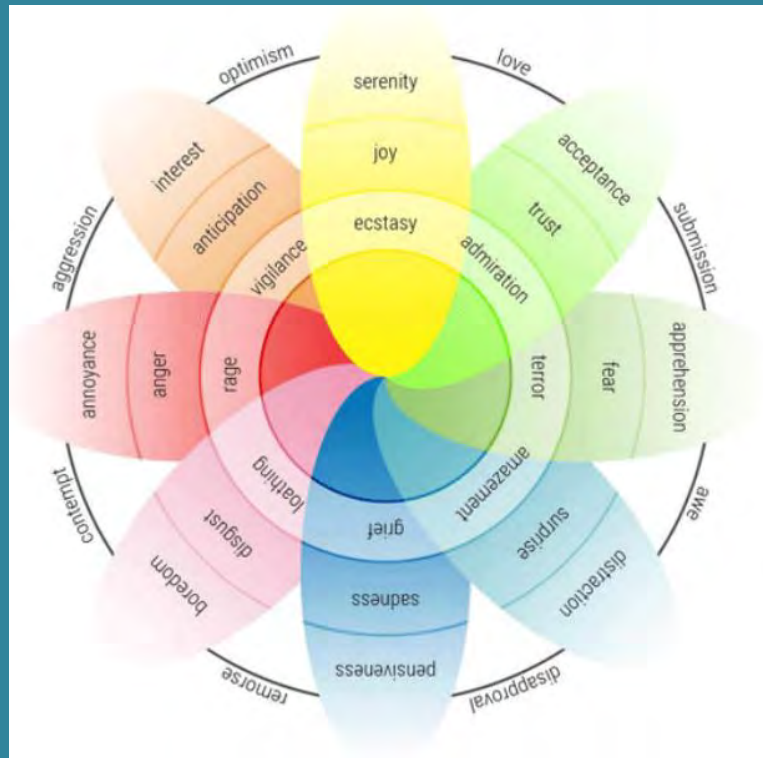 optimism
love
serenity
interest
acceptance
joy
anticipation
trust
aggression
submission
ecstasy
vigilance
admiration
annoyance
anger
rage
terror
fear
apprehension
loathing
amazement
grief
contempt
awe
disgust
surprise
boredom
distraction
sadness
pensiveness
remorse
disapproval